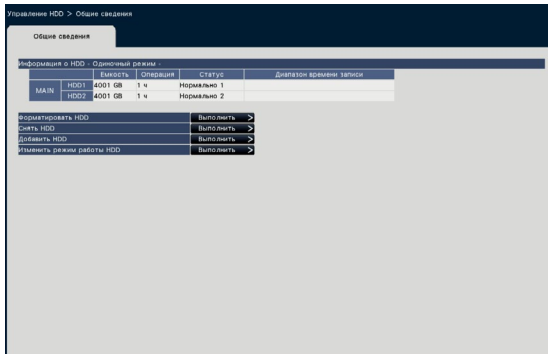 Управление HDD > Общие сведения
Общие сведения
Информация о HDD - Одиночный режим -
Емкость Операция Статус Диапазон времени записи
MAIN HDD1 4001 GB 1 ч Нормально 1
HDD2 4001 GB 1 ч Нормально 2
Форматировать HDD Выполнить >
Снять HDD Выполнить >
Добавить HDD Выполнить >
Изменить режим работы HDD Выполнить >